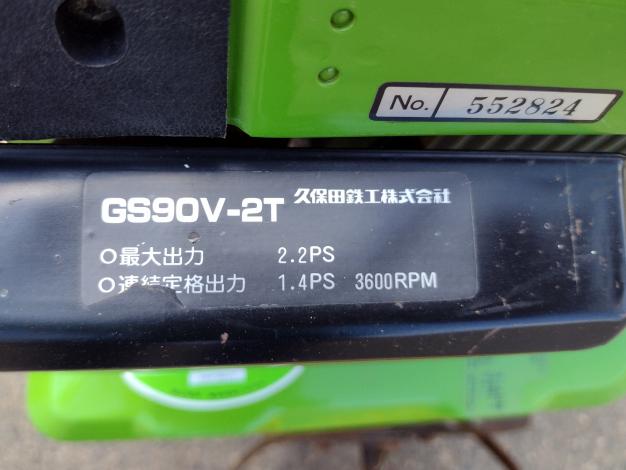 No. 552824
GS90V-2T 久保田鉄工株式会社
○最大出力 2.2PS
○連続定格出力 1.4PS 3600RPM